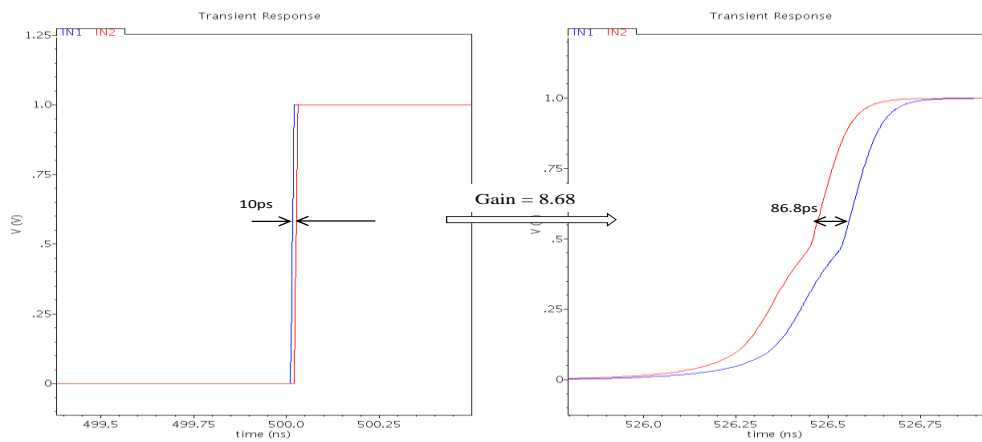 Transient Response
IN1 IN2
1.25
1.0
.75
.5
.25
0
V (V)
10ps
499.5
499.75
500.0
500.25
time (ns)
Gain = 8.68
Transient Response
IN1 IN2
1.0
.75
.5
.25
0
86.8ps
526.0
526.25
526.5
526.75
time (ns)